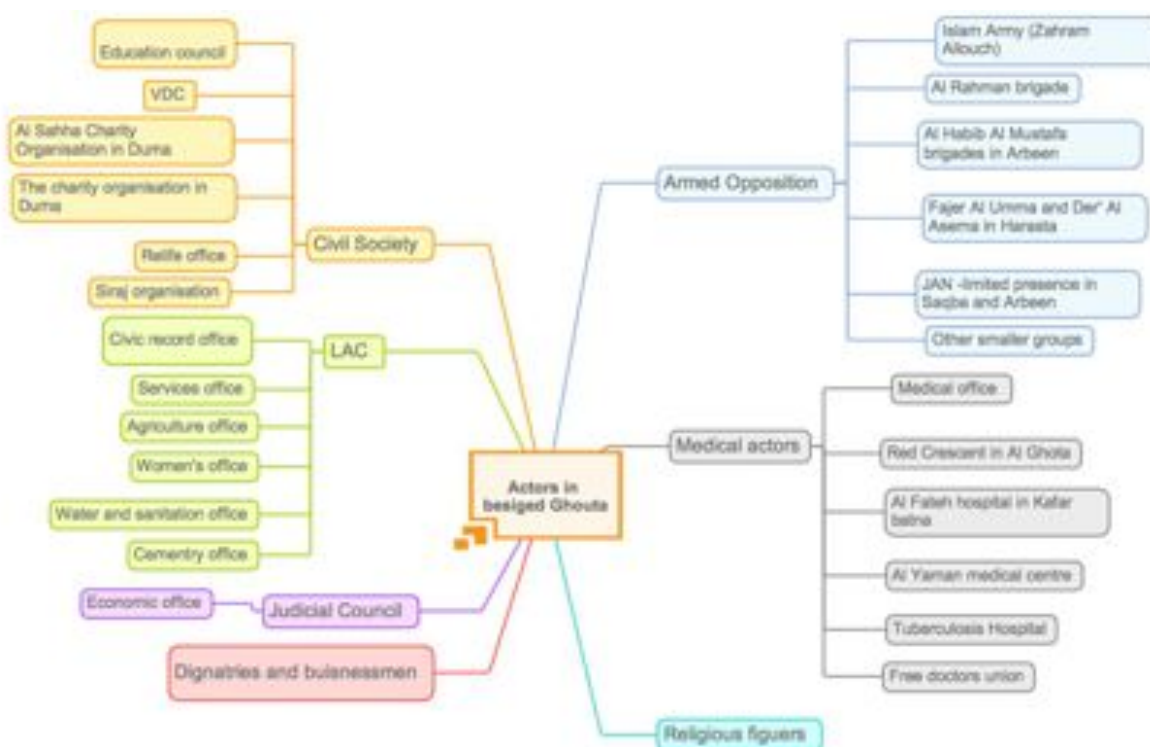 Actors in
besiged Ghouta
Civil Society
Education council
VDC
Al Sahha Charity
Organisation in Duma
The charity organisation in
Duma
Relife office
Siraj organisation
LAC
Civic record office
Services office
Agriculture office
Women's office
Water and sanitation office
Cementry office
Judicial Council
Economic office
Dignatries and buisnessmen
Armed Opposition
Islam Army (Zahram
Allouch)
Al Rahman brigade
Al Habib Al Mustafa
brigades in Arbeen
Fajer Al Umma and Der' Al
Asema in Harasta
JAN -limited presence in
Saqba and Arbeen
Other smaller groups
Medical actors
Medical office
Red Crescent in Al Ghota
Al Fateh hospital in Kafar
batna
Al Yaman medical centre
Tuberculosis Hospital
Free doctors union
Religious figuers